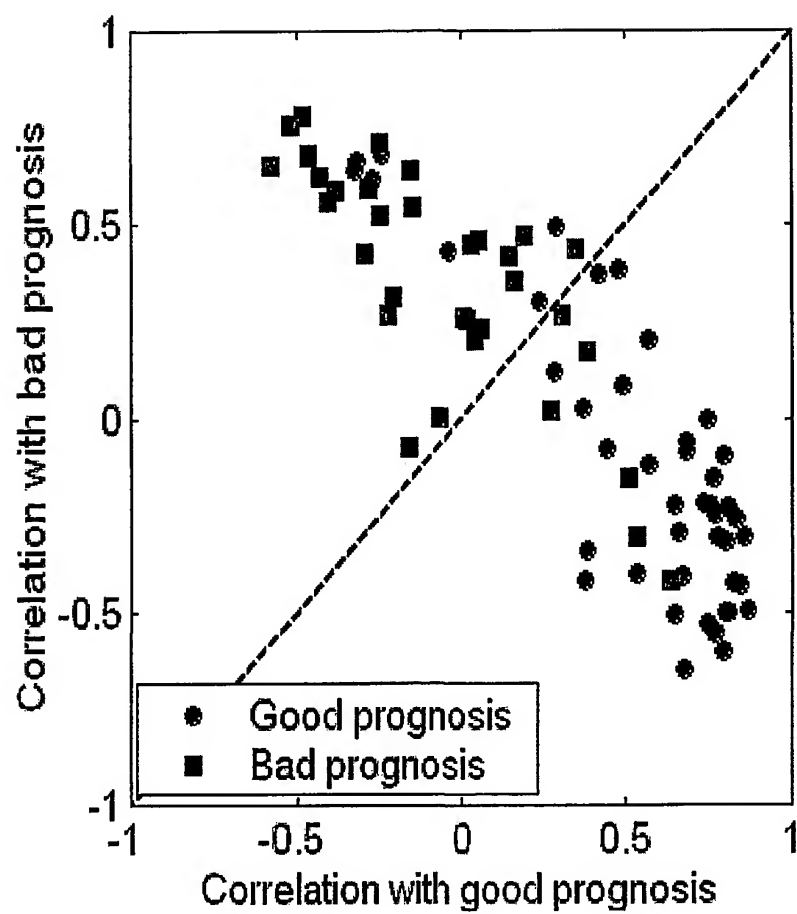 Correlation with bad prognosis
1
0.5
0
-0.5
-1
Good prognosis
Bad prognosis
-1
-0.5
0
0.5
1
Correlation with good prognosis